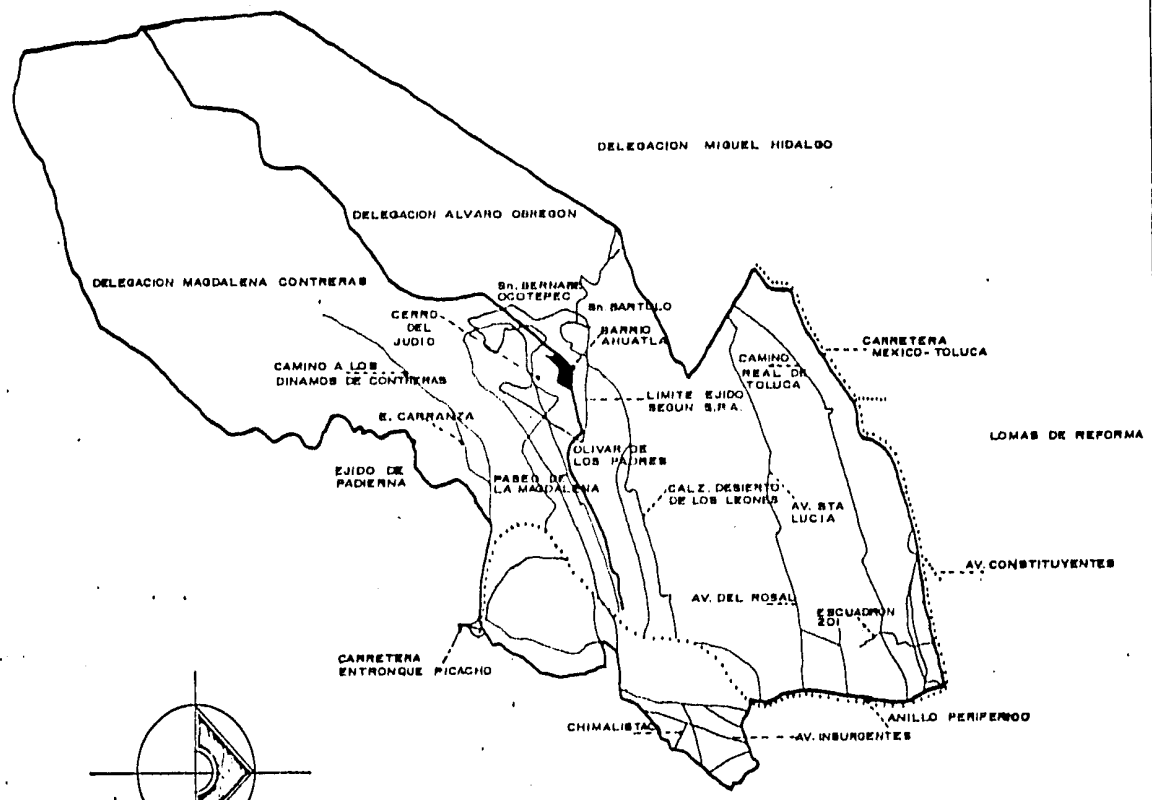 DELEGACION MIGUEL HIDALGO
DELEGACION ALVARO OBREGON
DELEGACION MAGDALENA CONTRERAS
Sn. BERNABE
OCOTEPEC
Sn. BARTOLO
CERRO
DEL
JUDIO
BARRIO
AHUATLA
CARRETERA
MEXICO-TOLUCA
CAMINO A LOS
DINAMOS DE CONTRERAS
CAMINO
REAL DE
TOLUCA
LIMITE EJIDO
SEGUN S.R.A.
E. CARRANZA
LOMAS DE REFORMA
OLIVAR DE
LOS PADRES
EJIDO DE
PADIERNA
PASEO DE
LA MAGDALENA
CALZ. DESIERTO
DE LOS LEONES
AV. STA
LUCIA
AV. CONSTITUYENTES
AV. DEL ROSAL
ESCUADRON
201
CARRETERA
ENTRONQUE PICACHO
ANILLO PERIFERICO
CHIMALISTAC
AV. INSURGENTES